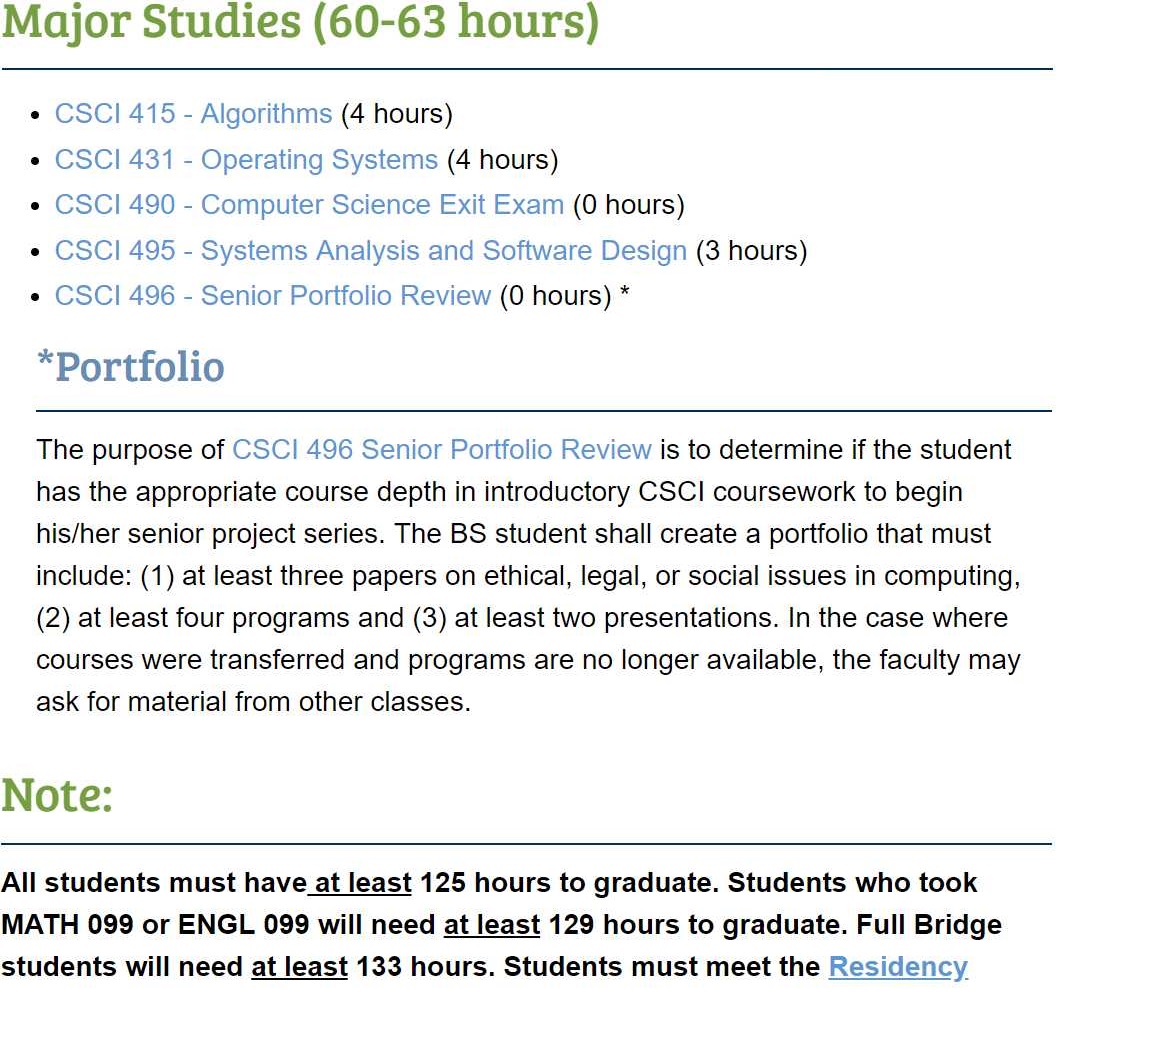 Major Studies (60-63 hours)
• CSCI 415 - Algorithms (4 hours)
• CSCI 431 - Operating Systems (4 hours)
• CSCI 490 - Computer Science Exit Exam (0 hours)
• CSCI 495 - Systems Analysis and Software Design (3 hours)
• CSCI 496 - Senior Portfolio Review (0 hours) *
*Portfolio
The purpose of CSCI 496 Senior Portfolio Review is to determine if the student
has the appropriate course depth in introductory CSCI coursework to begin
his/her senior project series. The BS student shall create a portfolio that must
include: (1) at least three papers on ethical, legal, or social issues in computing,
(2) at least four programs and (3) at least two presentations. In the case where
courses were transferred and programs are no longer available, the faculty may
ask for material from other classes.
Note:
All students must have at least 125 hours to graduate. Students who took
MATH 099 or ENGL 099 will need at least 129 hours to graduate. Full Bridge
students will need at least 133 hours. Students must meet the Residency